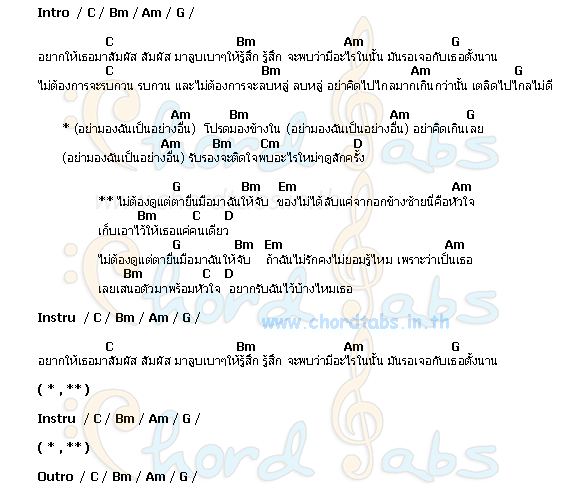 Intro / C / Bm / Am / G /
C Bm Am G
อยากให้เธอมาสัมผัส สัมผัส มาลูบเบาๆให้รู้สึก รู้สึก จะพบว่ามีอะไรในนั้น มันรอเจอกับเธอตั้งนาน
C Bm Am G
ไม่ต้องการจะรบกวน รบกวน และไม่ต้องการจะลบหลู่ ลบหลู่ อย่าคิดไปไกลมากเกินกว่านั้น เตลิดไปไกลไม่ดี
Am Bm Am G
* (อย่ามองฉันเป็นอย่างอื่น) โปรดมองข้างใน (อย่ามองฉันเป็นอย่างอื่น) อย่าคิดเกินเลย
Am Bm Cm D
(อย่ามองฉันเป็นอย่างอื่น) รับรองจะติดใจพบอะไรใหม่ๆดูสักครั้ง
G Bm Em Am
** ไม่ต้องดูแต่ตายื่นมือมาฉันให้จับ ของไม่ได้ลับแค่จากอกข้างซ้ายนี่คือหัวใจ
Bm C D
เก็บเอาไว้ให้เธอแค่คนเดียว
G Bm Em Am
ไม่ต้องดูแต่ตายื่นมือมาฉันให้จับ ถ้าฉันไม่รักคงไม่ยอมรู้ไหม เพราะว่าเป็นเธอ
Bm C D
เลยเสนอตัวมาพร้อมหัวใจ อยากรับฉันไว้บ้างไหมเธอ
Instru / C / Bm / Am / G /
www.chordtabs.in.th
C Bm Am G
อยากให้เธอมาสัมผัส สัมผัส มาลูบเบาๆให้รู้สึก รู้สึก จะพบว่ามีอะไรในนั้น มันรอเจอกับเธอตั้งนาน
( * , ** )
Instru / C / Bm / Am / G /
( * , ** )
Outro / C / Bm / Am / G /